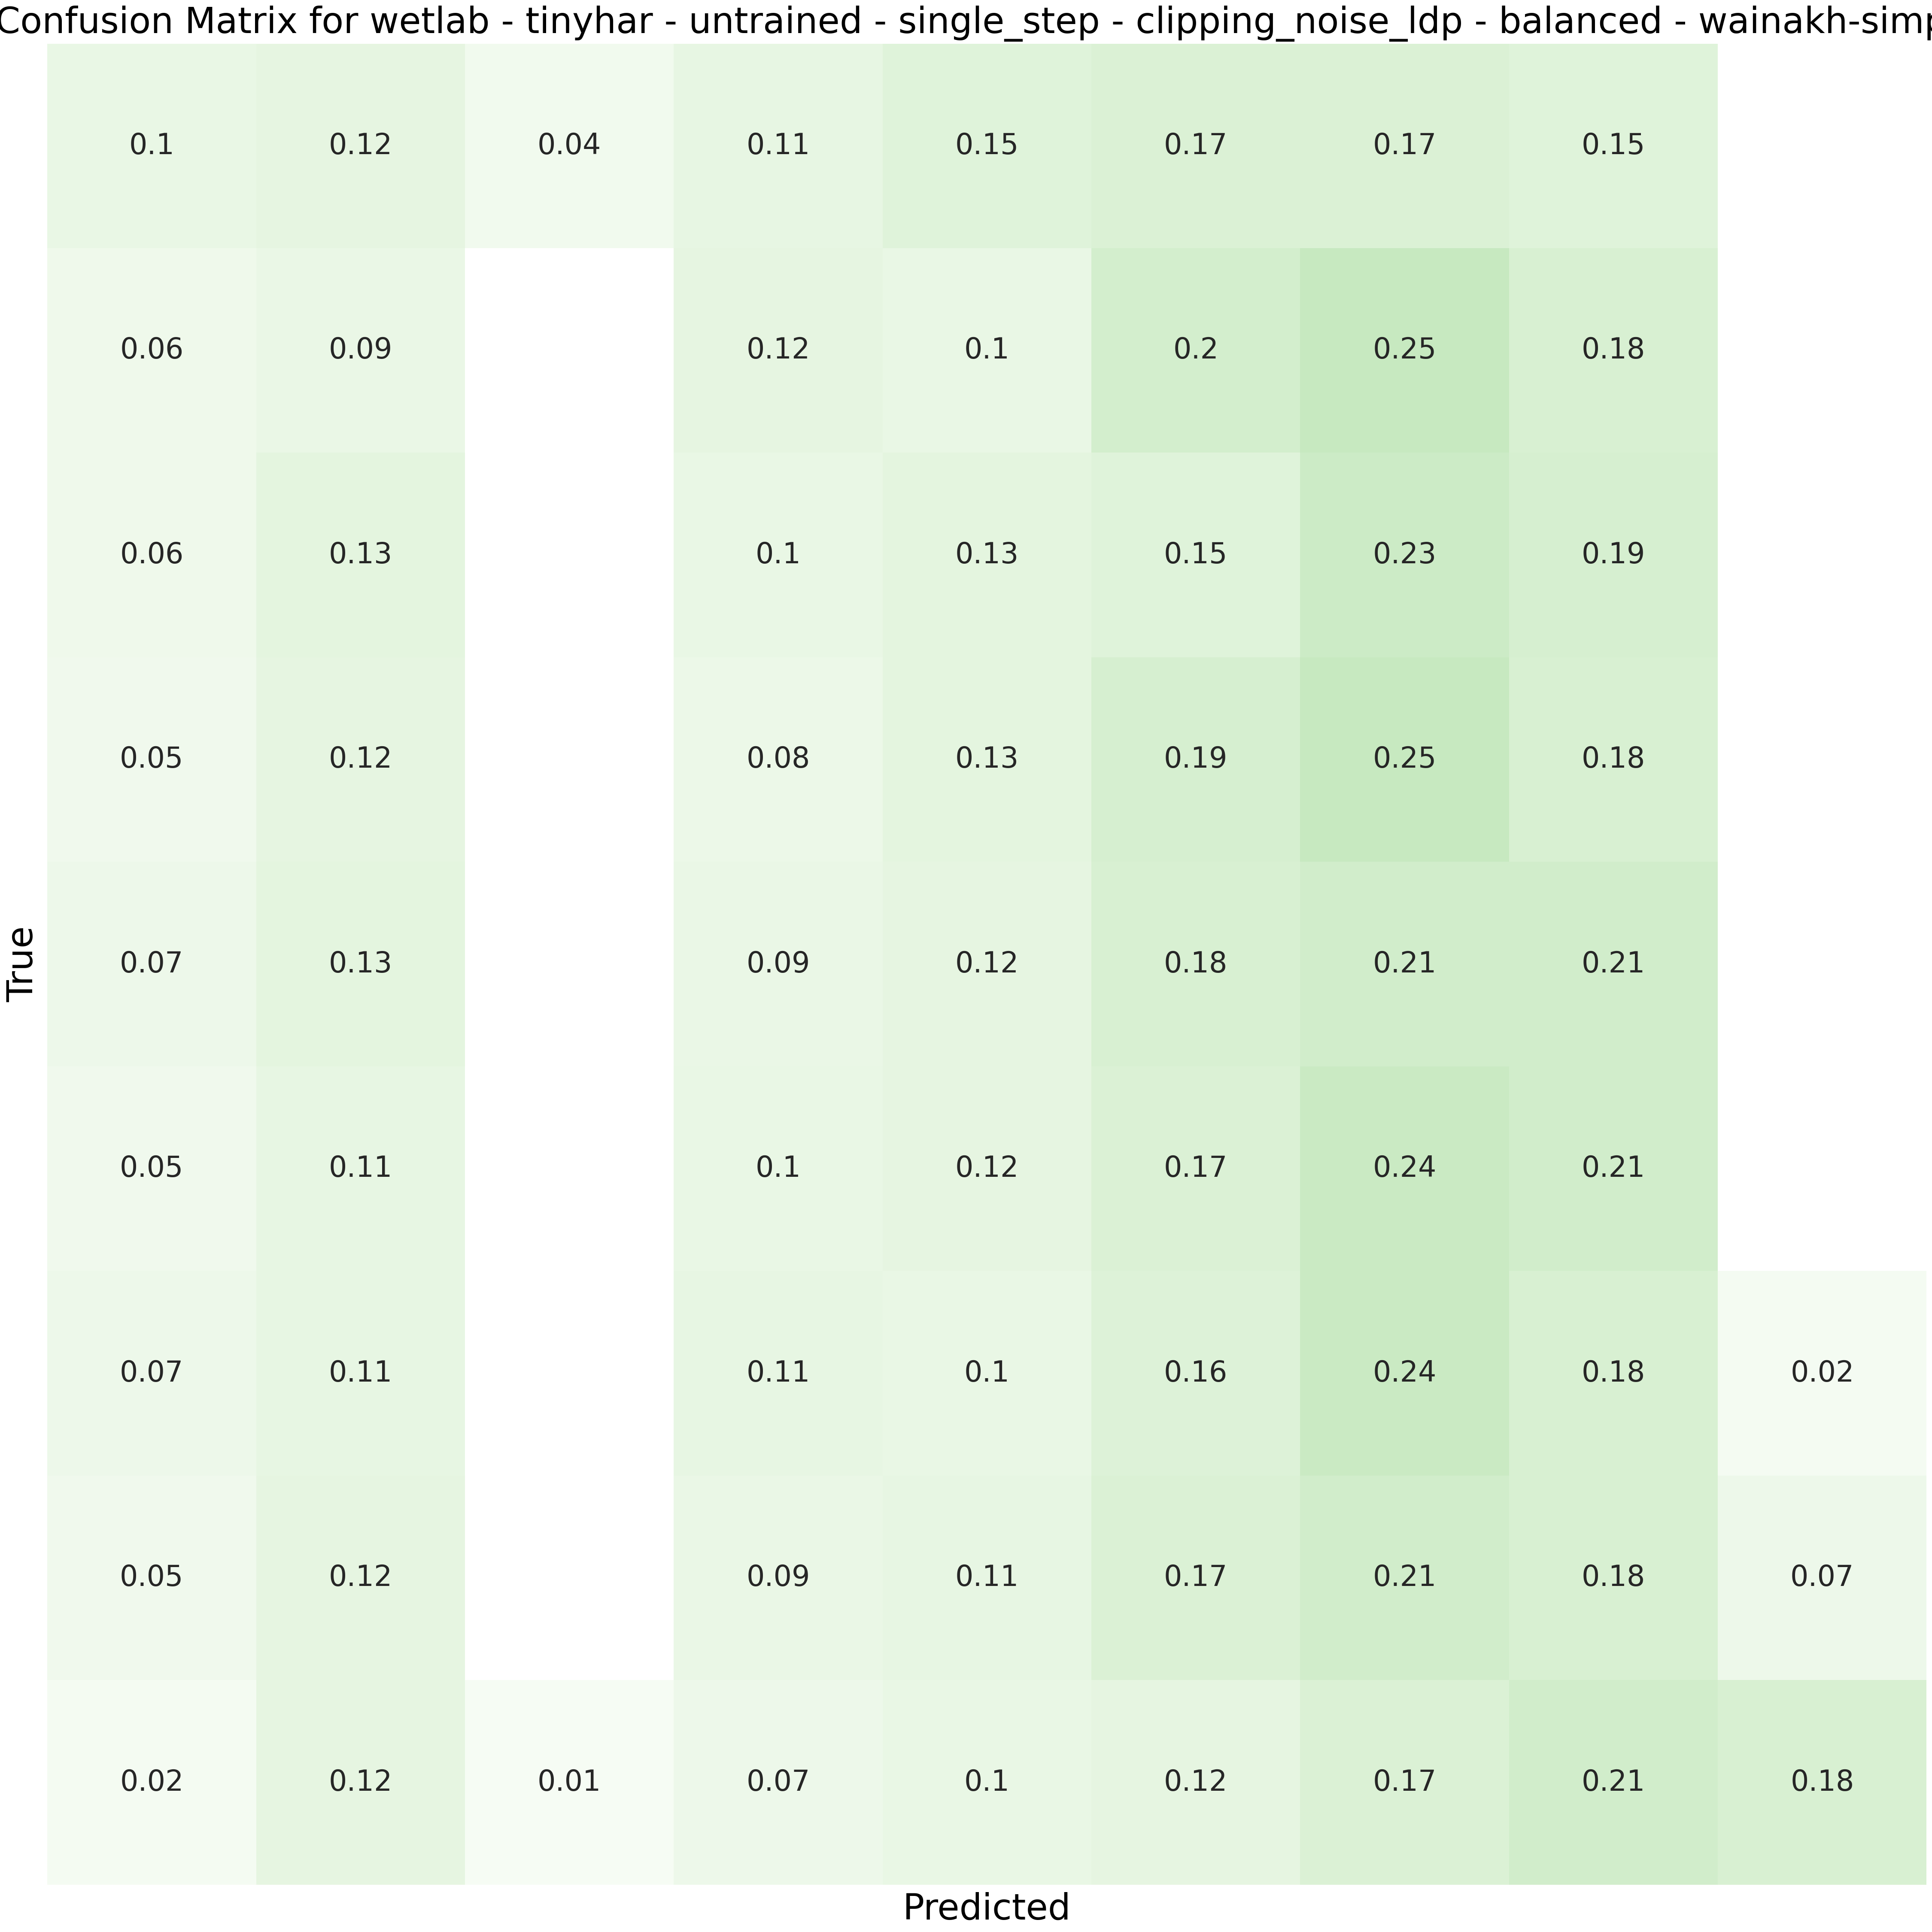 Confusion Matrix for wetlab - tinyhar - untrained - single_step - clipping_noise_ldp - balanced - wainakh-simp
0.1 0.12 0.04 0.11 0.15 0.17 0.17 0.15
0.06 0.09 0.12 0.1 0.2 0.25 0.18
0.06 0.13 0.1 0.13 0.15 0.23 0.19
0.05 0.12 0.08 0.13 0.19 0.25 0.18
True
0.07 0.13 0.09 0.12 0.18 0.21 0.21
0.05 0.11 0.1 0.12 0.17 0.24 0.21
0.07 0.11 0.11 0.1 0.16 0.24 0.18 0.02
0.05 0.12 0.09 0.11 0.17 0.21 0.18 0.07
0.02 0.12 0.01 0.07 0.1 0.12 0.17 0.21 0.18
Predicted